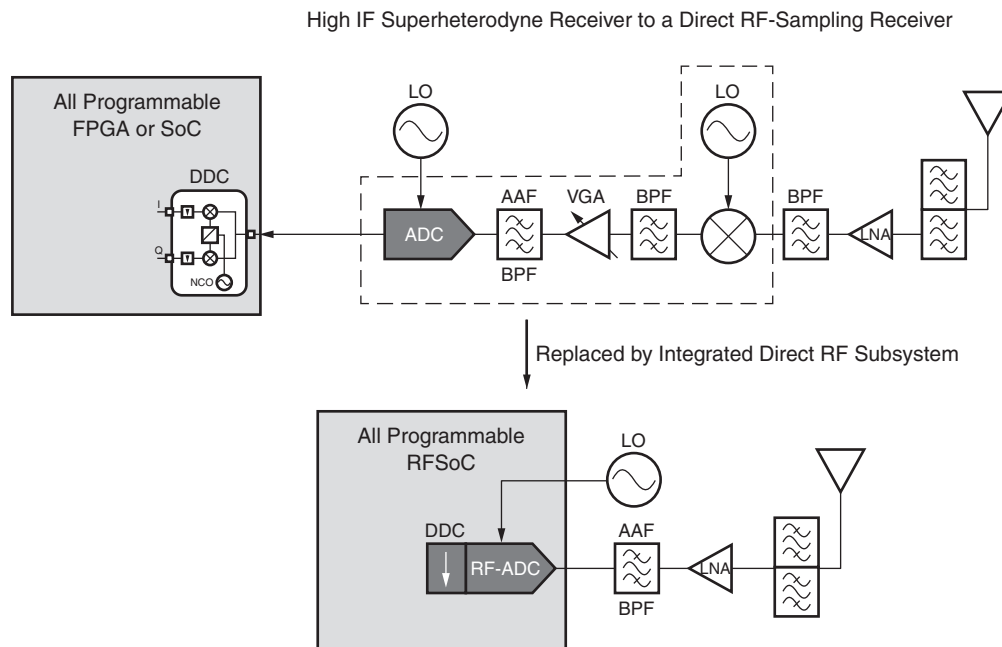 High IF Superheterodyne Receiver to a Direct RF-Sampling Receiver
All Programmable
FPGA or SoC
DDC
I
Q
NCO
LO
ADC
AAF
BPF
VGA
BPF
LO
BPF
LNA
Replaced by Integrated Direct RF Subsystem
All Programmable
RFSoC
DDC
RF-ADC
LO
AAF
BPF
LNA